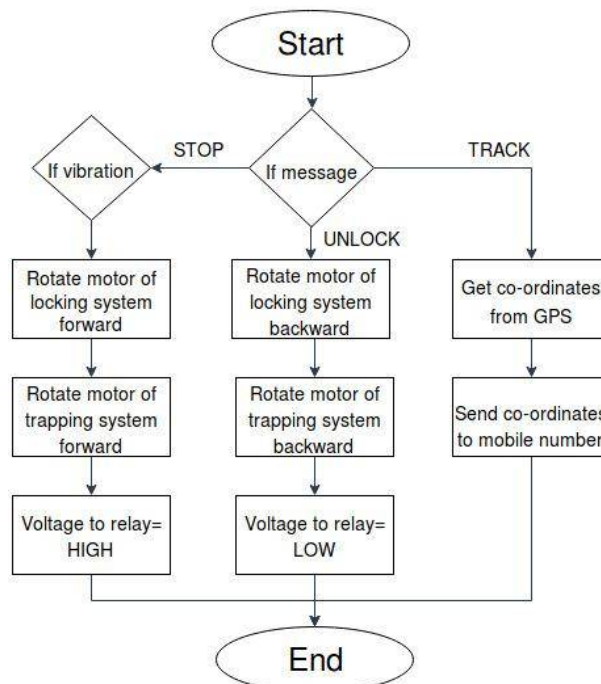 Start
STOP
TRACK
If vibration
If message
UNLOCK
Rotate motor of
locking system
forward
Rotate motor of
locking system
backward
Get co-ordinates
from GPS
Rotate motor of
trapping system
forward
Rotate motor of
trapping system
backward
Send co-ordinates
to mobile number
Voltage to relay=
HIGH
Voltage to relay=
LOW
End